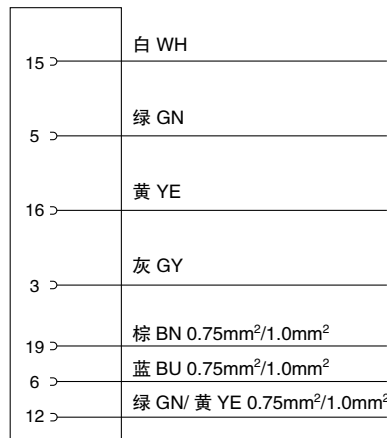 15 白 WH
5 绿 GN
16 黄 YE
3 灰 GY
19 棕 BN 0.75mm²/1.0mm²
6 蓝 BU 0.75mm²/1.0mm²
12 绿 GN/ 黄 YE 0.75mm²/1.0mm²